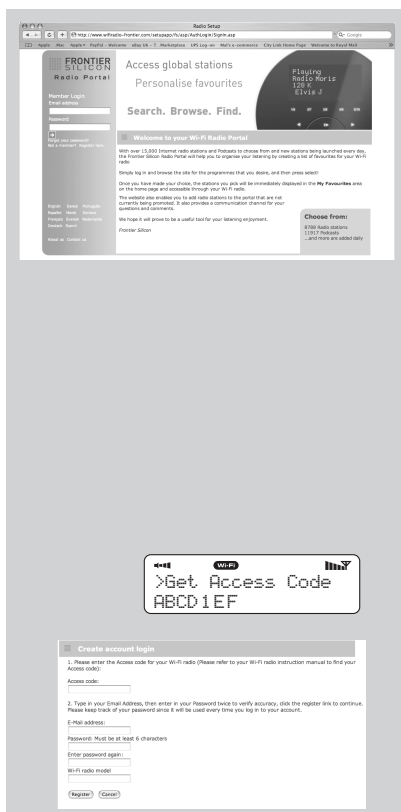 Radio Setup
http://www.wifiradio-frontier.com/setupapp/fs/asp/AuthLogin/SignIn.asp
Google
Apple Mac Apple PayPal - Welcome eBay UK - T...Marketplace UPS Log-on Mal's e-commerce City Link Home Page Welcome to Royal Mail
FRONTIER
SILICON
Radio Portal
Access global stations
Personalise favourites
Search. Browse. Find.
Playing
Radio Moris
128 K
Elvis J
Member Login
Email address
Password
Forgot your password?
Not a member? Register here
English Dansk Português
Español Norsk Svenska
Français Italiano Nederlands
Deutsch Suomi
About us Contact us
Welcome to your Wi-Fi Radio Portal
With over 15,000 Internet radio stations and Podcasts to choose from and new stations being launched every day,
the Frontier Silicon Radio Portal will help you to organise your listening by creating a list of favourites for your Wi-Fi
radio.
Simply log in and browse the site for the programmes that you desire, and then press select!
Once you have made your choice, the stations you pick will be immediately displayed in the My Favourites area
on the home page and accessible through your Wi-Fi radio.
The website also enables you to add radio stations to the portal that are not
currently being promoted. It also provides a communication channel for your
questions and comments.
We hope it will prove to be a useful tool for your listening enjoyment.
Frontier Silicon
Choose from:
8789 Radio stations
11917 Podcasts
...and more are added daily
Wi-Fi
>Get Access Code
ABCD1EF
Create account login
1. Please enter the Access code for your Wi-Fi radio (Please refer to your Wi-Fi radio instruction manual to find your
Access code):
Access code:
2. Type in your Email Address, then enter in your Password twice to verify accuracy, click the register link to continue.
Please keep track of your password since it will be used every time you log in to your account.
E-Mail address:
Password: Must be at least 6 characters
Enter password again:
Wi-Fi radio model
Register Cancel